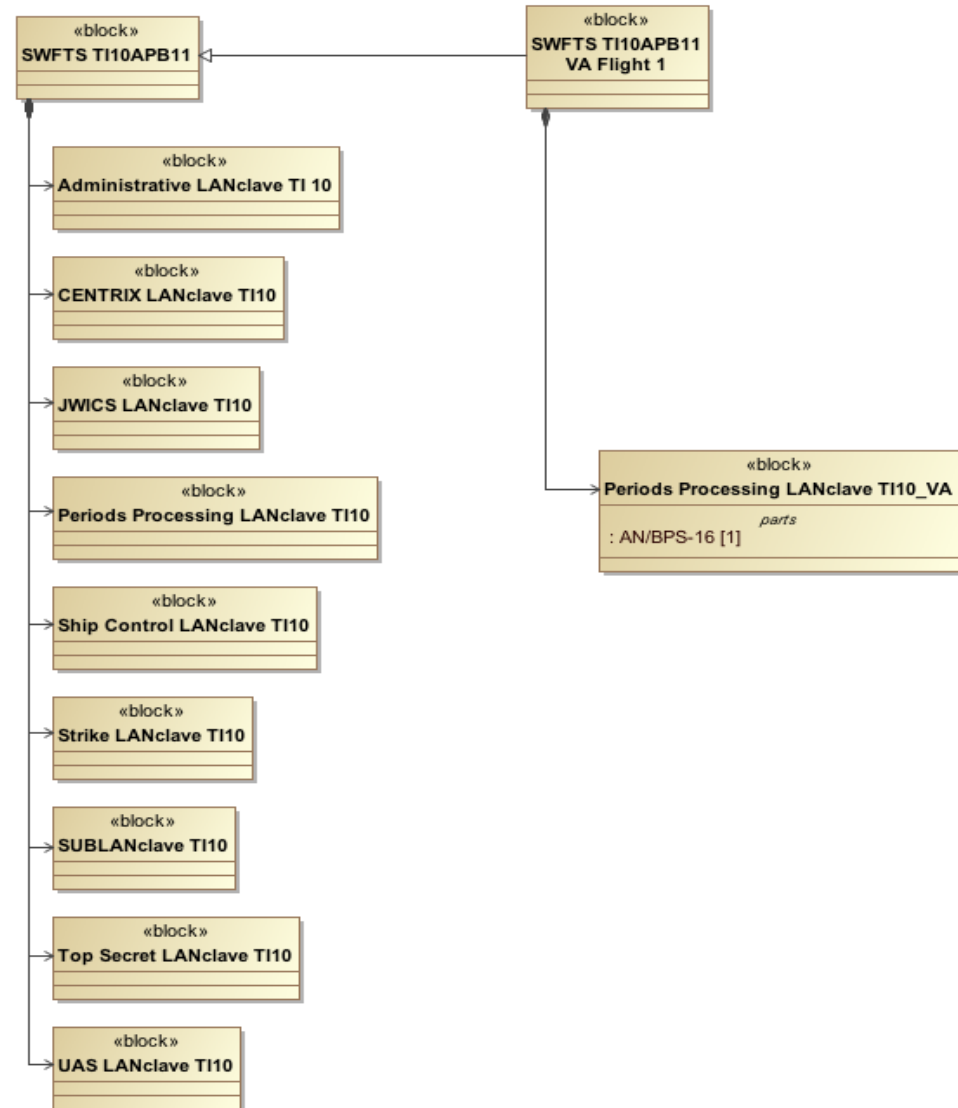 «block»
SWFTS TI10APB11
«block»
SWFTS TI10APB11
VA Flight 1
«block»
Administrative LANclave TI 10
«block»
CENTRIX LANclave TI10
«block»
JWICS LANclave TI10
«block»
Periods Processing LANclave TI10
«block»
Periods Processing LANclave TI10_VA
parts
: AN/BPS-16 [1]
«block»
Ship Control LANclave TI10
«block»
Strike LANclave TI10
«block»
SUBLANclave TI10
«block»
Top Secret LANclave TI10
«block»
UAS LANclave TI10